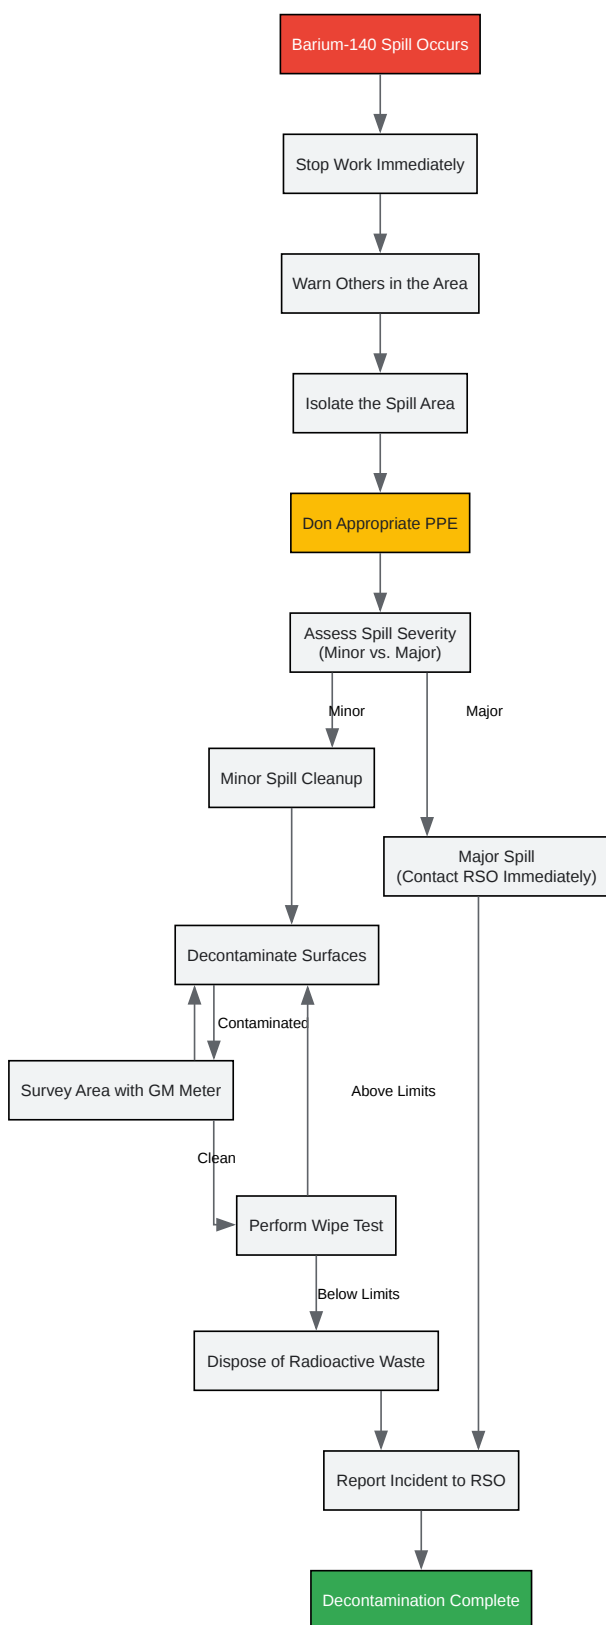 Barium-140 Spill Occurs
Stop Work Immediately
Warn Others in the Area
Isolate the Spill Area
Don Appropriate PPE
Assess Spill Severity
(Minor vs. Major)
Minor
Major
Minor Spill Cleanup
Major Spill
(Contact RSO Immediately)
Decontaminate Surfaces
Contaminated
Survey Area with GM Meter
Above Limits
Clean
Perform Wipe Test
Below Limits
Dispose of Radioactive Waste
Report Incident to RSO
Decontamination Complete